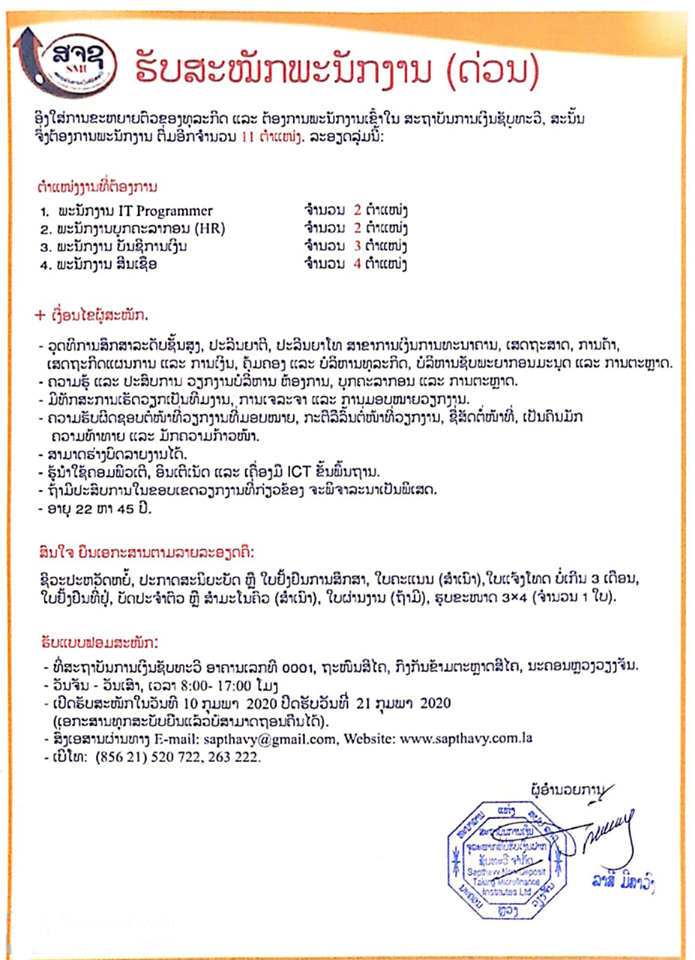 ສຈຊ
SMI
ຮັບສະໝັກພະນັກງານ (ດ່ວນ)
ອີງໃສ່ການຂະຫຍາຍຕົວຂອງທຸລະກິດ ແລະ ຕ້ອງການພະນັກງານເຂົ້າໃນ ສະຖາບັນການເງິນຊັບທະວີ, ສະນັ້ນ
ຈຶ່ງຕ້ອງການພະນັກງານ ຕື່ມອີກຈຳນວນ 11 ຕຳແໜ່ງ. ລະອຽດລຸ່ມນີ້:
ຕຳແໜ່ງງານທີ່ຕ້ອງການ
1. ພະນັກງານ IT Programmer ຈຳນວນ 2 ຕຳແໜ່ງ
2. ພະນັກງານບຸກຄະລາກອນ (HR) ຈຳນວນ 2 ຕຳແໜ່ງ
3. ພະນັກງານ ບັນຊີການເງິນ ຈຳນວນ 3 ຕຳແໜ່ງ
4. ພະນັກງານ ສິນເຊື່ອ ຈຳນວນ 4 ຕຳແໜ່ງ
+ ເງື່ອນໄຂຜູ້ສະໝັກ.
- ວຸດທິການສຶກສາລະດັບຊັ້ນສູງ, ປະລິນຍາຕີ, ປະລິນຍາໂທ ສາຂາການເງິນການທະນາຄານ, ເສດຖະສາດ, ການຄ້າ,
ເສດຖະກິດແຜນການ ແລະ ການເງິນ, ຄຸ້ມຄອງ ແລະ ບໍລິຫານທຸລະກິດ, ບໍລິຫານຊັບພະຍາກອນມະນຸດ ແລະ ການຕະຫຼາດ.
- ຄວາມຮູ້ ແລະ ປະສົບການ ວຽກງານບໍລິຫານ ຫ້ອງການ, ບຸກຄະລາກອນ ແລະ ການຕະຫຼາດ.
- ມີທັກສະການເຮັດວຽກເປັນທີມງານ, ການເຈລະຈາ ແລະ ການມອບໝາຍວຽກງານ.
- ຄວາມຮັບຜິດຊອບຕໍ່ໜ້າທີ່ວຽກງານທີ່ມອບໝາຍ, ກະຕືລືລົ້ນຕໍ່ໜ້າທີ່ວຽກງານ, ຊື່ສັດຕໍ່ໜ້າທີ່, ເປັນຄົນມັກ
ຄວາມທ້າທາຍ ແລະ ມັກຄວາມກ້າວໜ້າ.
- ສາມາດຮ່າງບົດລາຍງານໄດ້.
- ຮູ້ນຳໃຊ້ຄອມພິວເຕີ, ອິນເຕີເນັດ ແລະ ເຄື່ອງມື ICT ຂັ້ນພື້ນຖານ.
- ຖ້າມີປະສົບການໃນຂອບເຂດວຽກງານທີ່ກ່ຽວຂ້ອງ ຈະພິຈາລະນາເປັນພິເສດ.
- ອາຍຸ 22 ຫາ 45 ປີ.
ສົນໃຈ ຍື່ນເອກະສານຕາມລາຍລະອຽດຄື:
ຊີວະປະຫວັດຫຍໍ້, ປະກາດສະນິຍະບັດ ຫຼື ໃບຢັ້ງຢືນການສຶກສາ, ໃບຄະແນນ (ສຳເນົາ),ໃບແຈ້ງໂທດ ບໍ່ເກີນ 3 ເດືອນ,
ໃບຢັ້ງຢືນທີ່ຢູ່, ບັດປະຈຳຕົວ ຫຼື ສຳມະໂນຄົວ (ສຳເນົາ), ໃບຜ່ານງານ (ຖ້າມີ), ຮູບຂະໜາດ 3×4 (ຈຳນວນ 1 ໃບ).
ຮັບແບບຟອມສະໝັກ:
- ທີ່ສະຖາບັນການເງິນຊັບທະວີ ອາຄານເລກທີ 0001, ຖະໜົນສີໄຄ, ກົງກັນຂ້າມຕະຫຼາດສີໄຄ, ນະຄອນຫຼວງວຽງຈັນ.
- ວັນຈັນ - ວັນເສົາ, ເວລາ 8:00- 17:00 ໂມງ
- ເປີດຮັບສະໝັກໃນວັນທີ 10 ກຸມພາ 2020 ປິດຮັບວັນທີ 21 ກຸມພາ 2020
(ເອກະສານທຸກສະບັບຍື່ນແລ້ວບໍ່ສາມາດຖອນຄືນໄດ້).
- ສົ່ງເອສານຜ່ານທາງ E-mail: sapthavy@gmail.com, Website: www.sapthavy.com.la
- ເບີໂທ: (856 21) 520 722, 263 222.
ຜູ້ອຳນວຍການ
ສະຖາບັນການເງິນ
ຈຸລະພາກທີ່ບໍ່ຮັບເງິນຝາກ
ຊັບທະວີ ຈຳກັດ
Sapthavy Non-Deposit
Taking Microfinance
Institutes Ltd
ລາສີ ມີສາວົງ